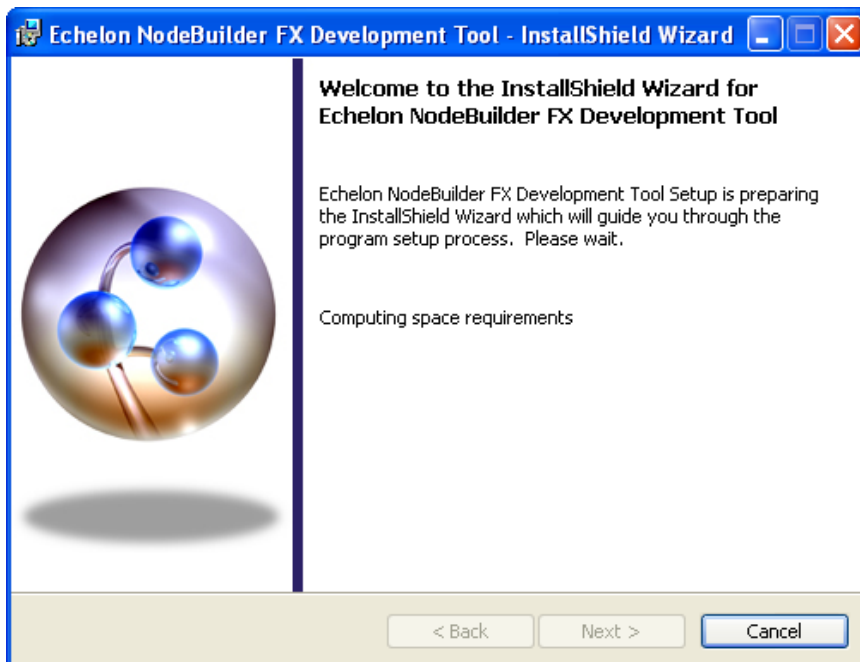 Echelon NodeBuilder FX Development Tool - InstallShield Wizard
Welcome to the InstallShield Wizard for
Echelon NodeBuilder FX Development Tool
Echelon NodeBuilder FX Development Tool Setup is preparing
the InstallShield Wizard which will guide you through the
program setup process.  Please wait.
Computing space requirements
< Back
Next >
Cancel